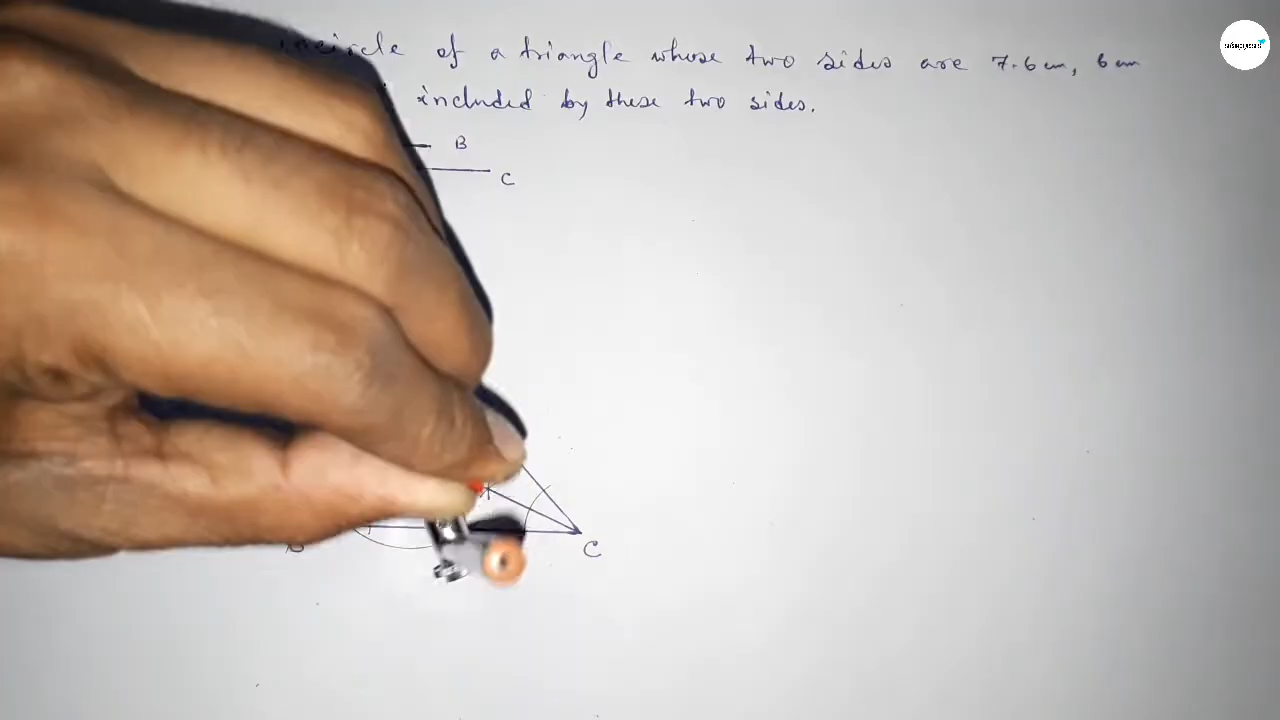 incircle of a triangle whose two sides are 7.6 cm, 6 cm
included by these two sides.
B
C
C